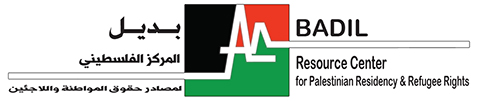 بديل
المركز الفلسطيني
لمصادر حقوق المواطنة واللاجئين
BADIL
Resource Center
for Palestinian Residency & Refugee Rights